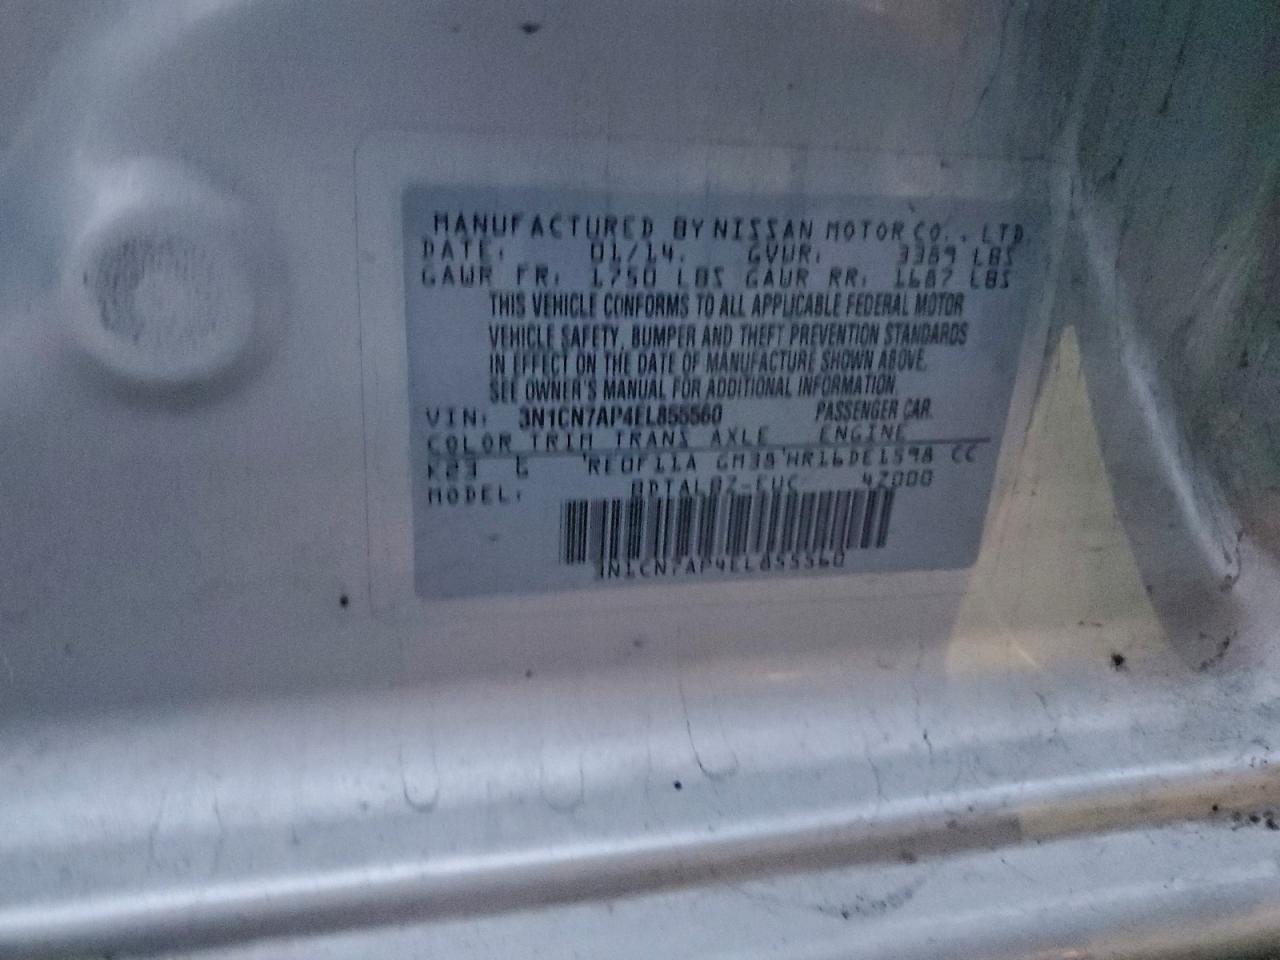 MANUFACTURED BY NISSAN MOTOR CO., LTD.
DATE: 01/14. GVWR: 3389 LBS
GAWR FR: 1750 LBS GAWR RR: 1687 LBS
THIS VEHICLE CONFORMS TO ALL APPLICABLE FEDERAL MOTOR
VEHICLE SAFETY, BUMPER AND THEFT PREVENTION STANDARDS
IN EFFECT ON THE DATE OF MANUFACTURE SHOWN ABOVE.
SEE OWNER'S MANUAL FOR ADDITIONAL INFORMATION.
VIN: 3N1CN7AP4EL855560 PASSENGER CAR.
COLOR TRIM TRANS AXLE ENGINE
K23 G RE0F11A GM38 HR16DE1598 CC
MODEL: 42000
3N1CN7AP4EL855560